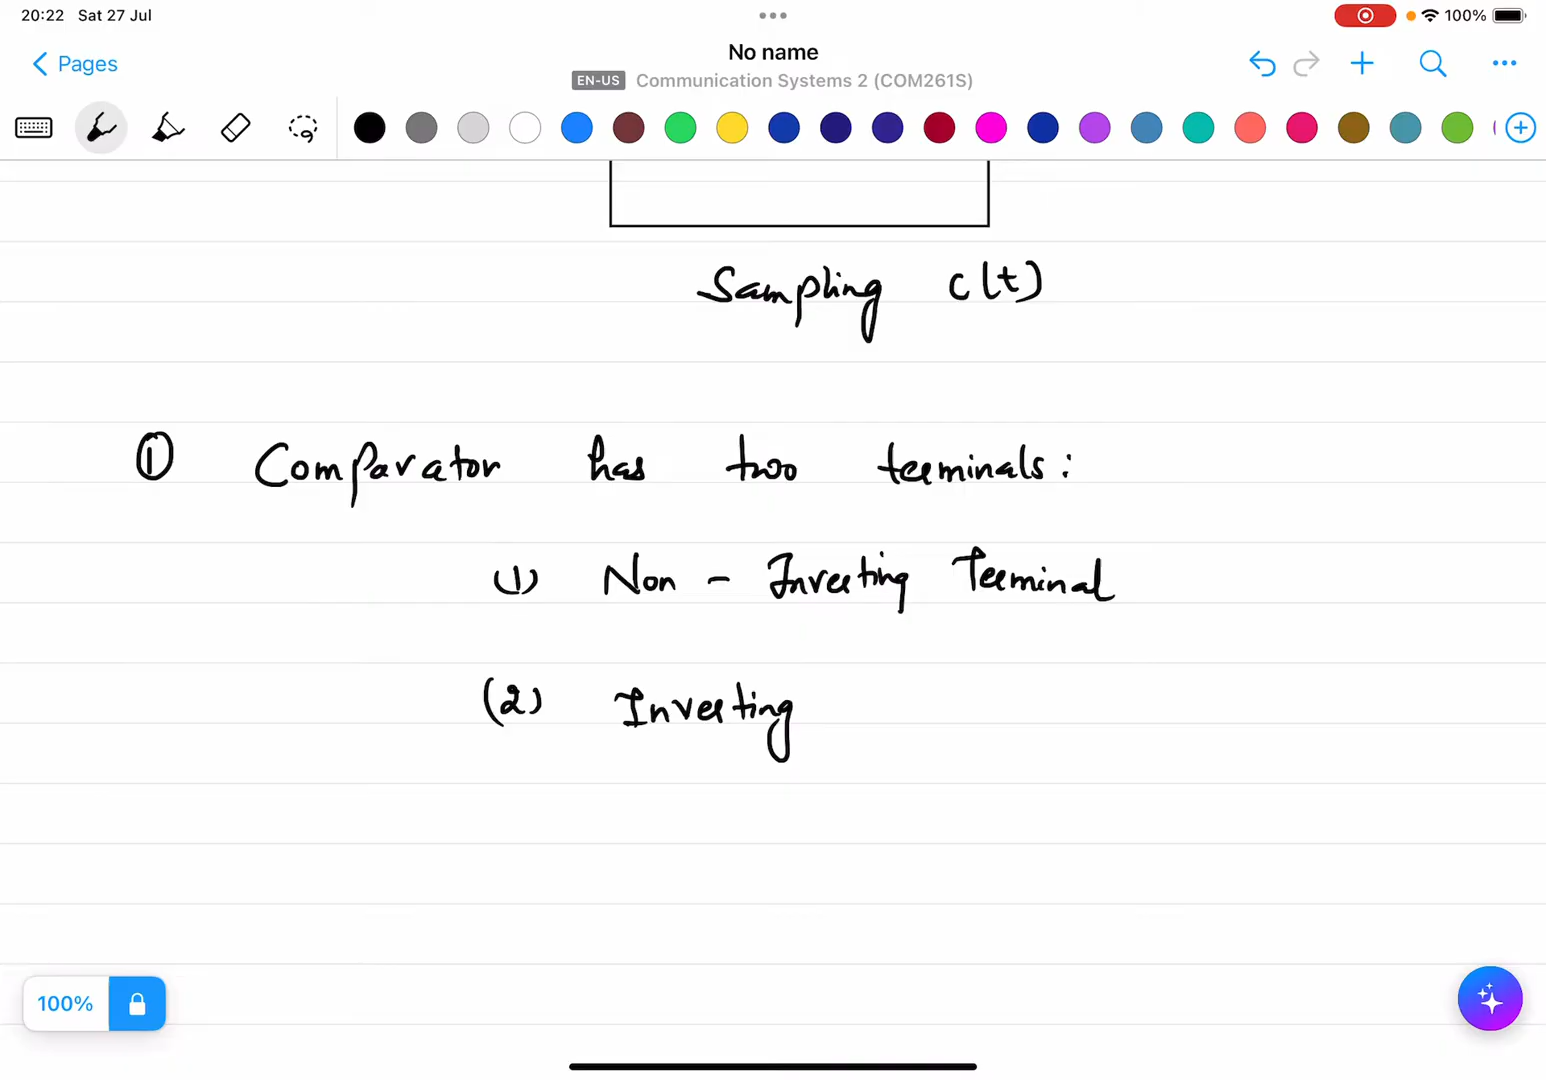 20:22 Sat 27 Jul 100%
Pages
No name
EN-US Communication Systems 2 (COM261S)
Sampling c(t)
① Comparator has two terminals:
(1) Non - Inverting Terminal
(2) Inverting
100%